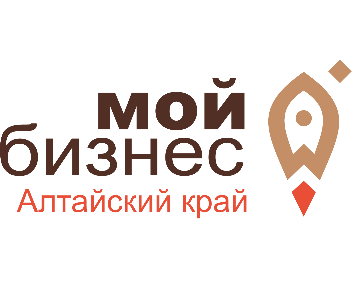 мой
бизнес
Алтайский край